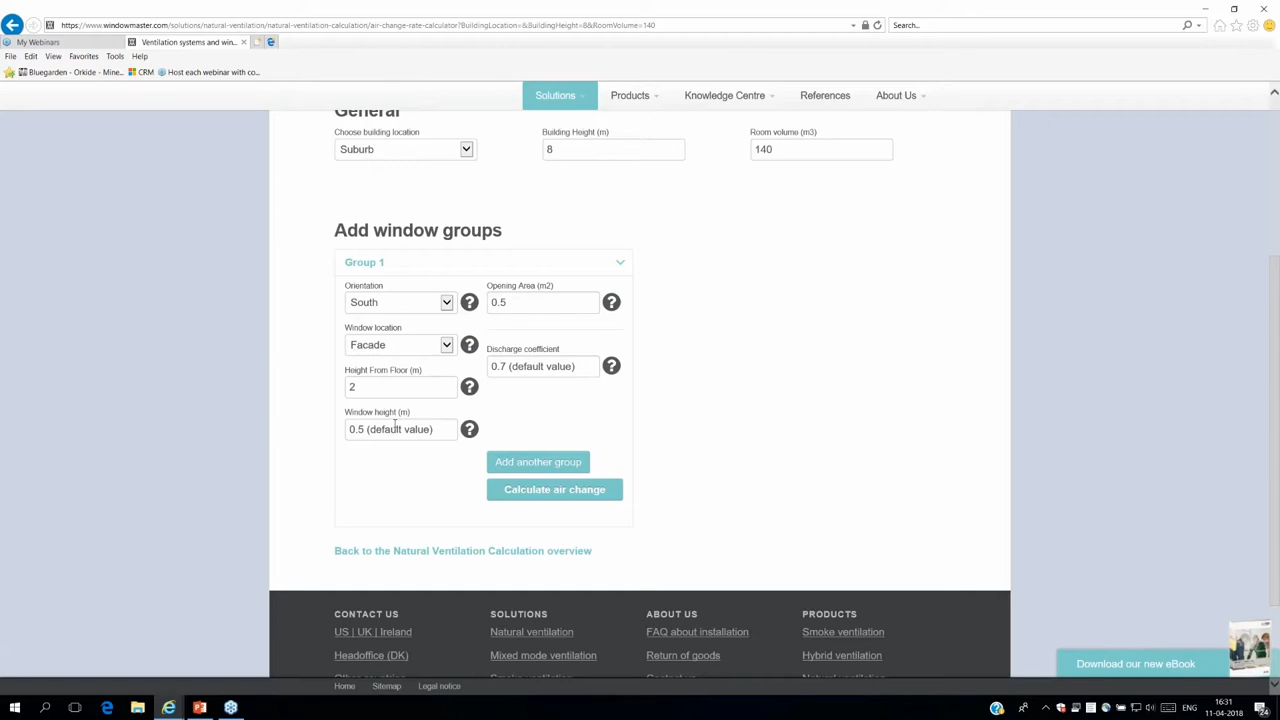 https://www.windowmaster.com/solutions/natural-ventilation/natural-ventilation-calculation/air-change-rate-calculator?BuildingLocation=&BuildingHeight=8&RoomVolume=140
Search...
My Webinars
Ventilation systems and win...
File Edit View Favorites Tools Help
Bluegarden - Orkide - Mine...
CRM
Host each webinar with co...
Solutions Products Knowledge Centre References About Us
General
Choose building location Building Height (m) Room volume (m3)
Suburb 8 140
Add window groups
Group 1
Orientation Opening Area (m2)
South ? 0.5 ?
Window location
Facade ?
Discharge coefficient
0.7 (default value) ?
Height From Floor (m)
2 ?
Window height (m)
0.5 (default value) ?
Add another group
Calculate air change
Back to the Natural Ventilation Calculation overview
CONTACT US SOLUTIONS ABOUT US PRODUCTS
US | UK | Ireland Natural ventilation FAQ about installation Smoke ventilation
Headoffice (DK) Mixed mode ventilation Return of goods Hybrid ventilation
Download our new eBook
Home Sitemap Legal notice
ENG
16:31
11-04-2018
24